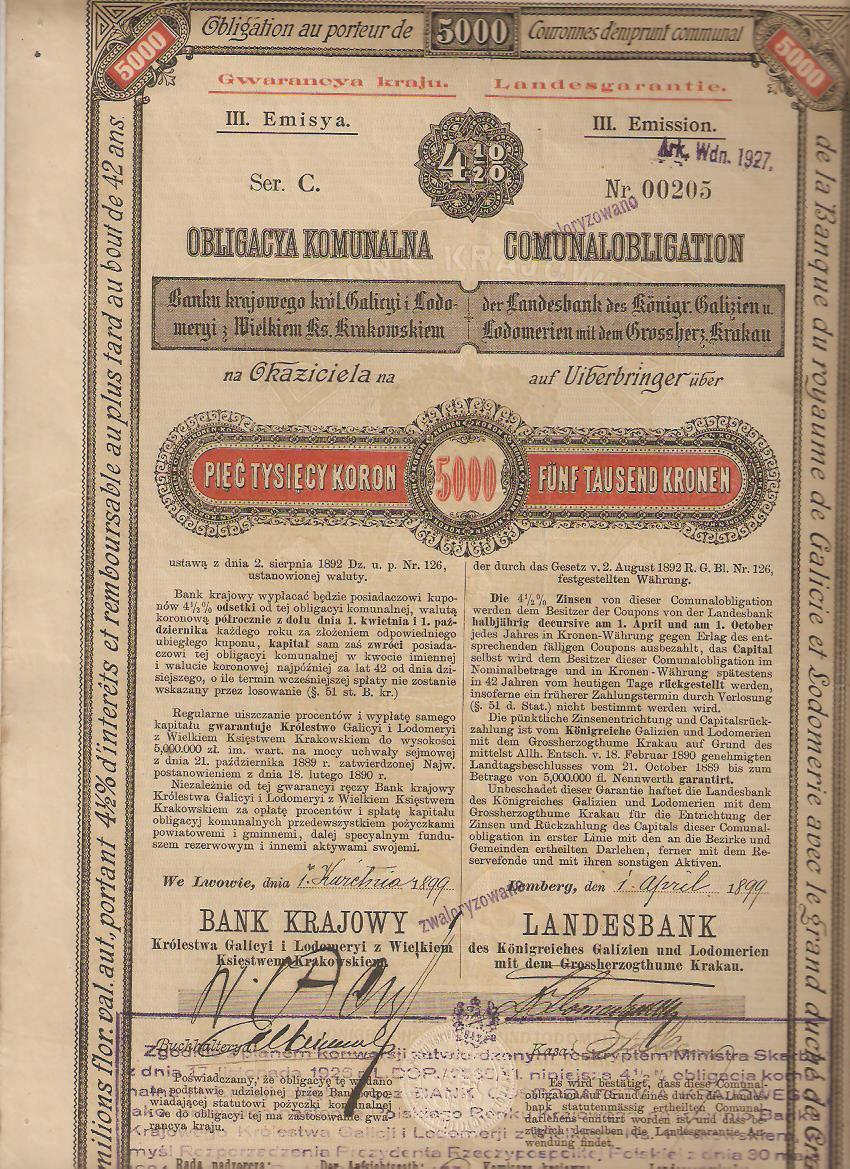 Obligation au porteur de 5000 Couronnes d'emprunt communal
5000
5000
Gwarancya kraju. Landesgarantie.
III. Emisya.
III. Emission.
4 10/20
Ark. Wdn. 1927.
Ser. C.
Nr. 00205
zwaloryzowano
OBLIGACYA KOMUNALNA
COMUNALOBLIGATION
Banku krajowego król. Galicyi i Lodo-
meryi z Wielkiem Ks. Krakowskiem
der Landesbank des Königr. Galizien u.
Lodomerien mit dem Grossherz. Krakau
na Okaziciela na
auf Uiberbringer über
PIĘĆ TYSIĘCY KORON
5000
FÜNF TAUSEND KRONEN
ustawą z dnia 2. sierpnia 1892 Dz. u. p. Nr. 126,
ustanowionej waluty.
Bank krajowy wypłacać będzie posiadaczowi kupo-
nów 4½% odsetki od tej obligacyi komunalnej, walutą
koronową półrocznie z dołu dnia 1. kwietnia i 1. paź-
dziernika każdego roku za złożeniem odpowiedniego
ubiegłego kuponu, kapitał sam zaś zwróci posiada-
czowi tej obligacyi komunalnej w kwocie imiennej
i walucie koronowej najpóźniej za lat 42 od dnia dzi-
siejszego, o ile termin wcześniejszej spłaty nie zostanie
wskazany przez losowanie (§. 51 st. B. kr.)
Regularne uiszczanie procentów i wypłatę samego
kapitału gwarantuje Królestwo Galicyi i Lodomeryi
z Wielkiem Księstwem Krakowskiem do wysokości
5,000.000 zł. im. wart. na mocy uchwały sejmowej
z dnia 21. października 1889 r. zatwierdzonej Najw.
postanowieniem z dnia 18. lutego 1890 r.
Niezależnie od tej gwarancyi ręczy Bank krajowy
Królestwa Galicyi i Lodomeryi z Wielkiem Księstwem
Krakowskiem za opłatę procentów i spłatę kapitału
obligacyj komunalnych przedewszystkiem pożyczkami
powiatowemi i gminnemi, dalej specyalnym fundu-
szem rezerwowym i innemi aktywami swojemi.
We Lwowie, dnia 1. Kwietnia 1899
BANK KRAJOWY
Królestwa Galicyi i Lodomeryi z Wielkiem
Księstwem Krakowskiem
der durch das Gesetz v. 2. August 1892 R. G. Bl. Nr. 126,
festgestellten Währung.
Die 4½% Zinsen von dieser Comunalobligation
werden dem Besitzer der Coupons von der Landesbank
halbjährig decursive am 1. April und am 1. October
jedes Jahres in Kronen-Währung gegen Erlag des ent-
sprechenden fälligen Coupons ausbezahlt, das Capital
selbst wird dem Besitzer dieser Comunalobligation im
Nominalbetrage und in Kronen-Währung spätestens
in 42 Jahren vom heutigen Tage rückgestellt werden,
insoferne ein früherer Zahlungstermin durch Verlosung
(§. 51 d. Stat.) nicht bestimmt werden wird.
Die pünktliche Zinsenentrichtung und Capitalsrück-
zahlung ist vom Königreiche Galizien und Lodomerien
mit dem Grossherzogthume Krakau auf Grund des
mittelst Allh. Entsch. v. 18. Februar 1890 genehmigten
Landtagsbeschlusses vom 21. October 1889 bis zum
Betrage von 5,000.000 fl. Nennwerth garantirt.
Unbeschadet dieser Garantie haftet die Landesbank
des Königreiches Galizien und Lodomerien mit dem
Grossherzogthume Krakau für die Entrichtung der
Zinsen und Rückzahlung des Capitals dieser Comunal-
obligation in erster Linie mit den an die Bezirke und
Gemeinden ertheilten Darlehen, ferner mit dem Re-
servefonde und mit ihren sonstigen Aktiven.
Lemberg, den 1. April 1899
zwaloryzowano
LANDESBANK
des Königreiches Galizien und Lodomerien
mit dem Grossherzogthume Krakau.
Buchhalterya
Kasa
Poświadczamy, że obligację tę wydano
na podstawie udzielonej przez Bank odpo-
wiadającej statutowi pożyczki komunalnej
i że do obligacyi tej ma zastosowanie gwa-
rancya kraju.
Es wird bestätigt, dass diese Comunal-
obligation Auf Grund eines durch die Landes-
bank statutenmässig ertheilten Comunal-
darlehens emittirt worden ist und dass be-
züglich derselben die Landesgarantie An-
wendung findet.
Rada nadzorcza:
milions flor. val. aut., portant 4½% d'intérêts et remboursable au plus tard au bout de 42 ans
de la Banque du royaume de Galicie et Lodomerie avec le grand duché de